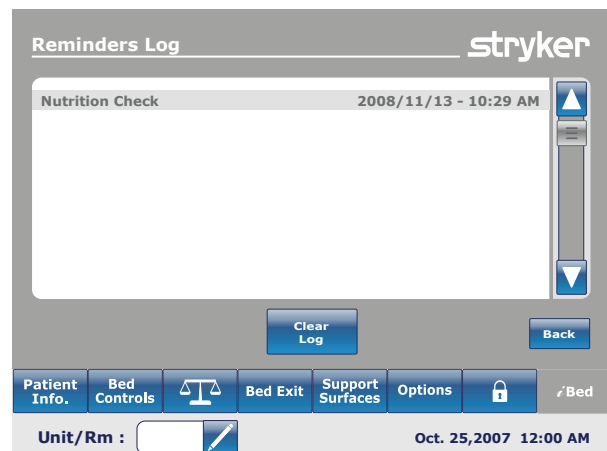 Reminders Log
stryker
Nutrition Check 2008/11/13 - 10:29 AM
Clear
Log
Back
Patient
Info.
Bed
Controls
Bed Exit
Support
Surfaces
Options
iBed
Unit/Rm :
Oct. 25,2007 12:00 AM